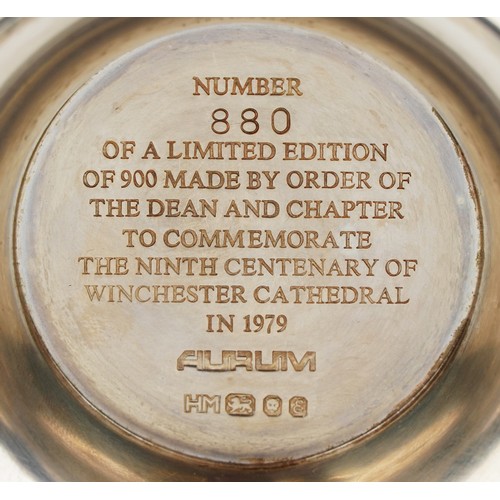 NUMBER
880
OF A LIMITED EDITION
OF 900 MADE BY ORDER OF
THE DEAN AND CHAPTER
TO COMMEMORATE
THE NINTH CENTENARY OF
WINCHESTER CATHEDRAL
IN 1979
AURUM
HM